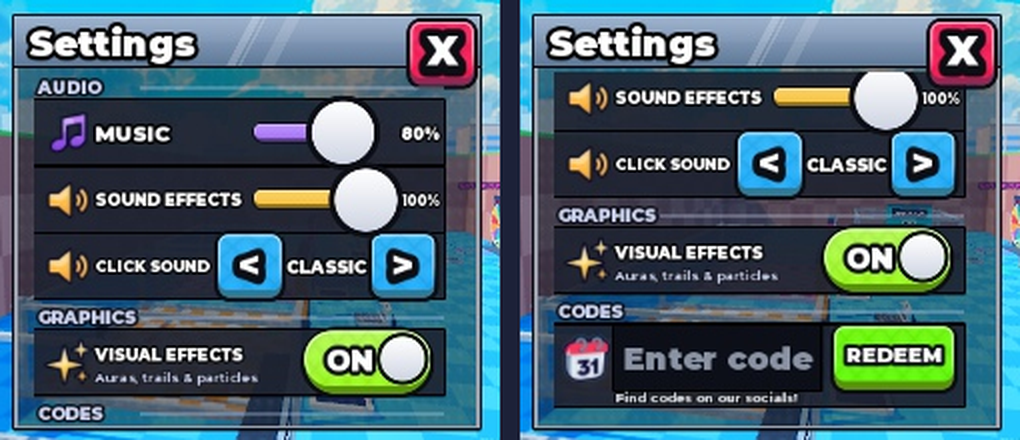 Settings
X
AUDIO
MUSIC
80%
SOUND EFFECTS
100%
CLICK SOUND
<
CLASSIC
>
GRAPHICS
VISUAL EFFECTS
ON
Auras, trails & particles
CODES
Settings
X
SOUND EFFECTS
100%
CLICK SOUND
<
CLASSIC
>
GRAPHICS
VISUAL EFFECTS
ON
Auras, trails & particles
CODES
31
Enter code
REDEEM
Find codes on our socials!